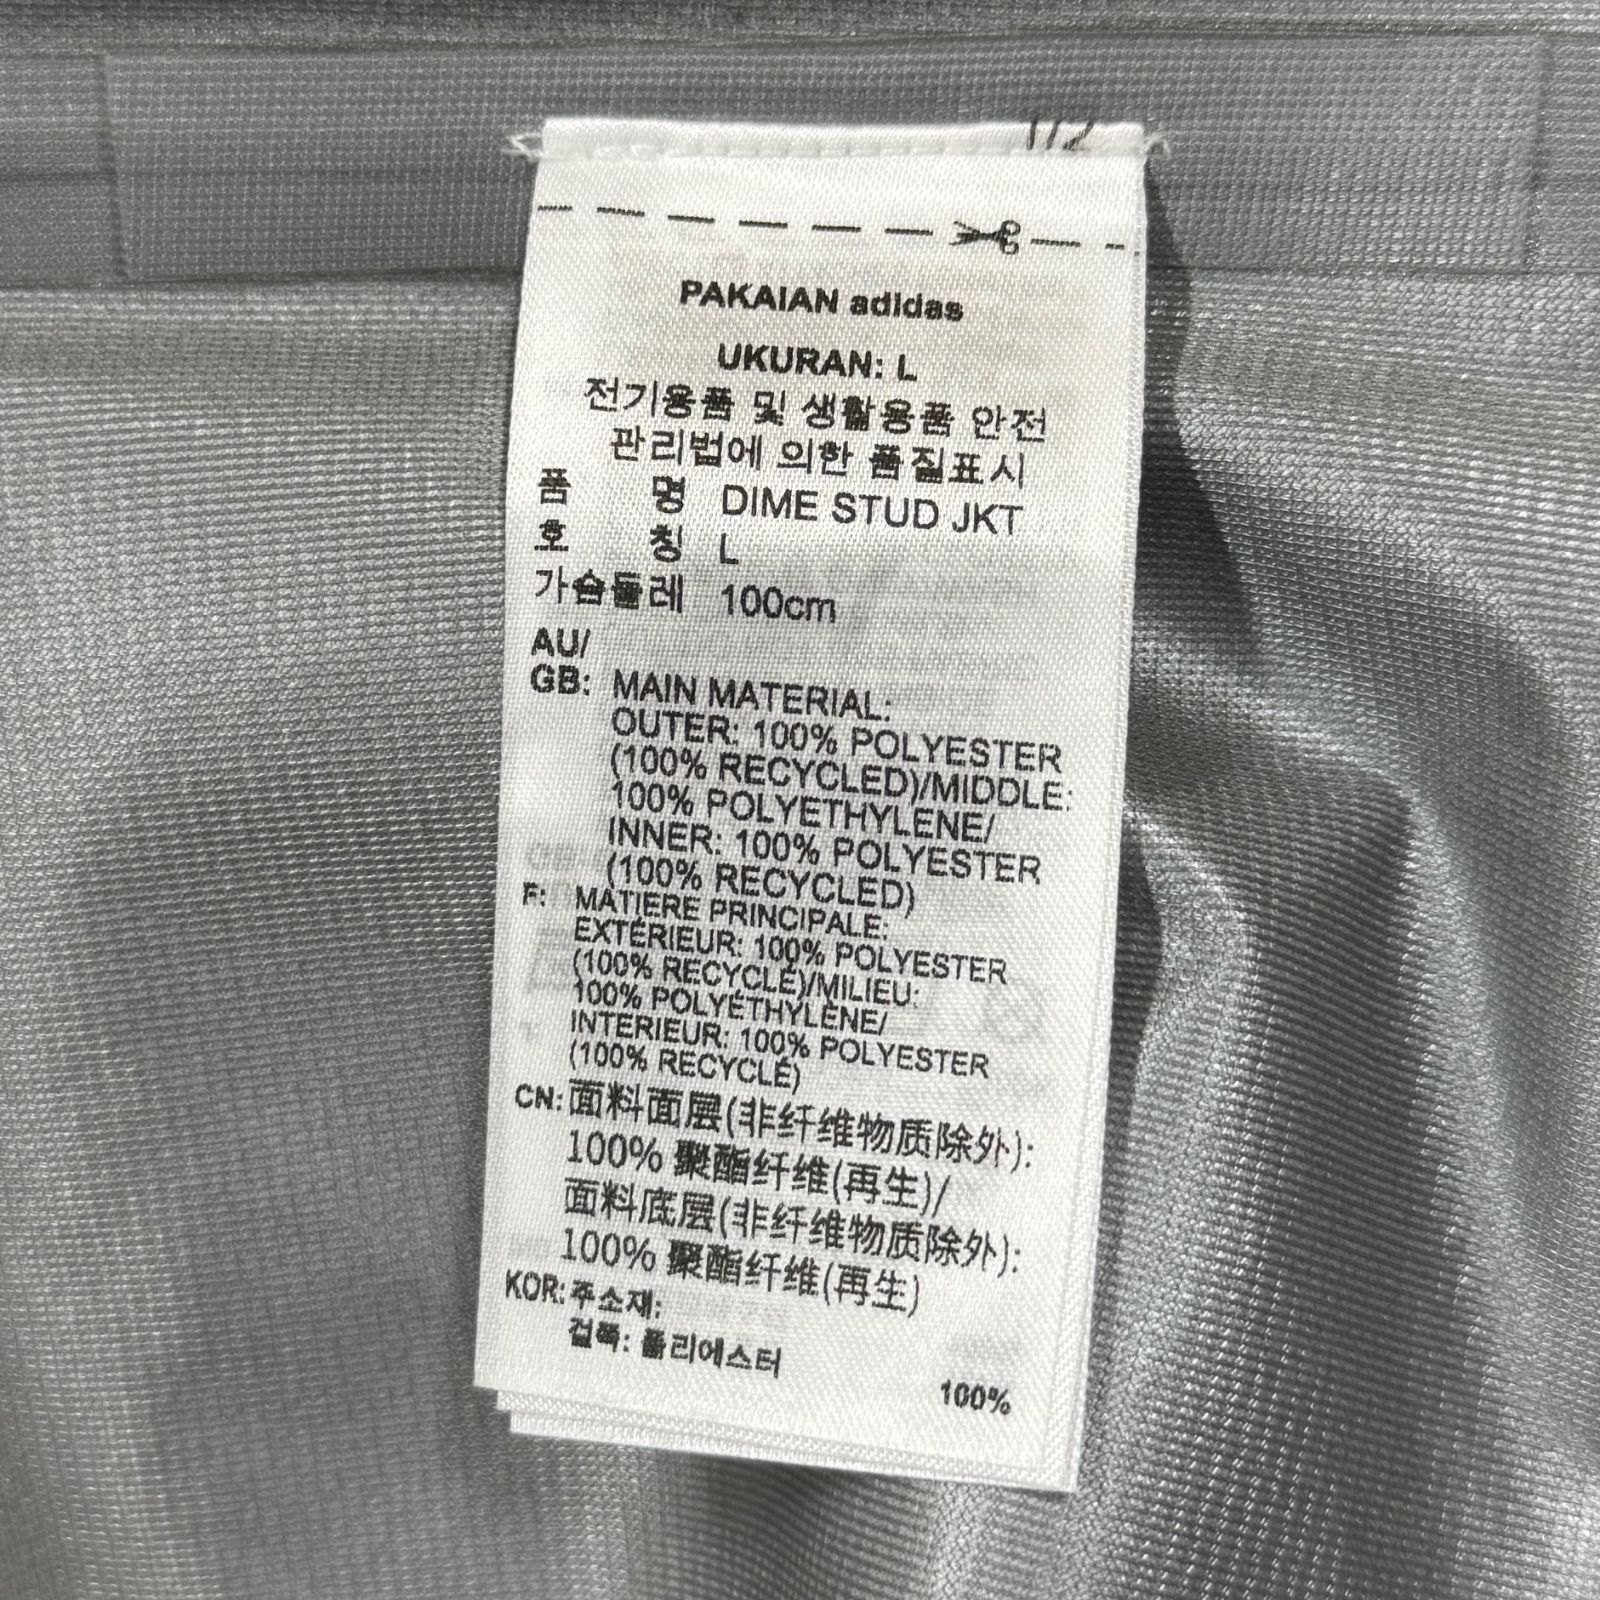 112
PAKAIAN adidas
UKURAN: L
전기용품 및 생활용품 안전
관리법에 의한 품질표시
품 명 DIME STUD JKT
호 칭 L
가슴둘레 100cm
AU/
GB: MAIN MATERIAL:
OUTER: 100% POLYESTER
(100% RECYCLED)/MIDDLE:
100% POLYETHYLENE/
INNER: 100% POLYESTER
(100% RECYCLED)
F: MATIERE PRINCIPALE:
EXTÉRIEUR: 100% POLYESTER
(100% RECYCLÉ)/MILIEU:
100% POLYÉTHYLÈNE/
INTERIEUR: 100% POLYESTER
(100% RECYCLÉ)
CN: 面料面层(非纤维物质除外):
100% 聚酯纤维(再生)/
面料底层(非纤维物质除外):
100% 聚酯纤维(再生)
KOR: 주소재:
겉쪽: 폴리에스터
100%